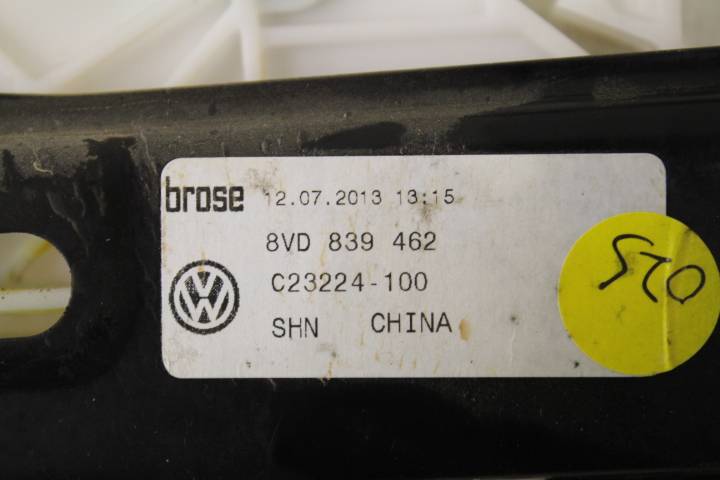 brose 12.07.2013 13:15
8VD 839 462
C23224-100
SHN CHINA